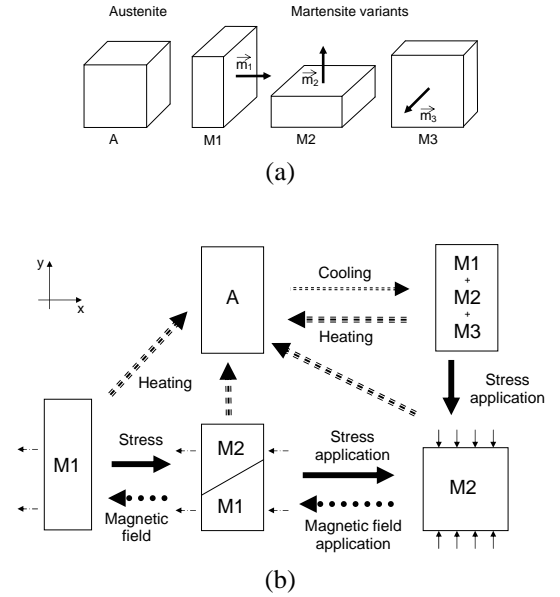 Austenite
Martensite variants
m1
m2
m3
A
M1
M2
M3
(a)
y
x
A
Cooling
Heating
M1
+
M2
+
M3
Heating
Stress
application
M1
Stress
Magnetic
field
M2
M1
Stress
application
Magnetic field
application
M2
(b)